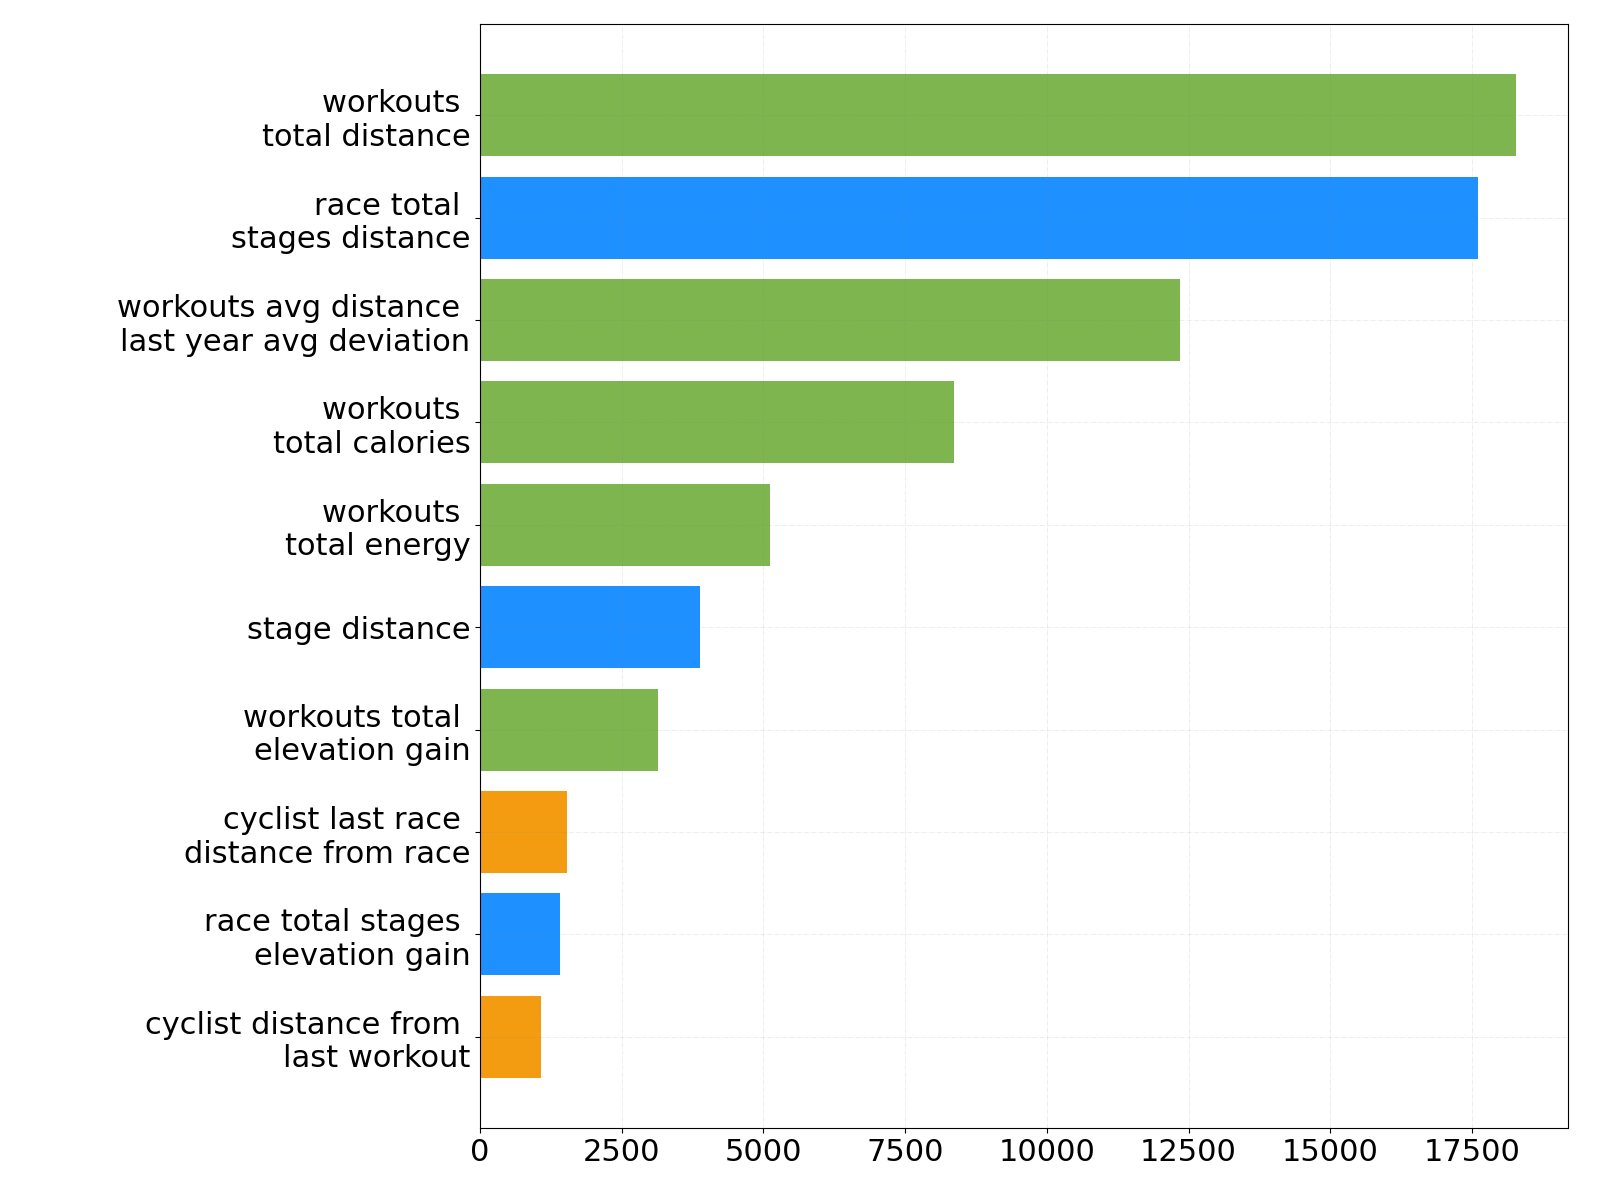 workouts
total distance
race total
stages distance
workouts avg distance
last year avg deviation
workouts
total calories
workouts
total energy
stage distance
workouts total
elevation gain
cyclist last race
distance from race
race total stages
elevation gain
cyclist distance from
last workout
0 2500 5000 7500 10000 12500 15000 17500